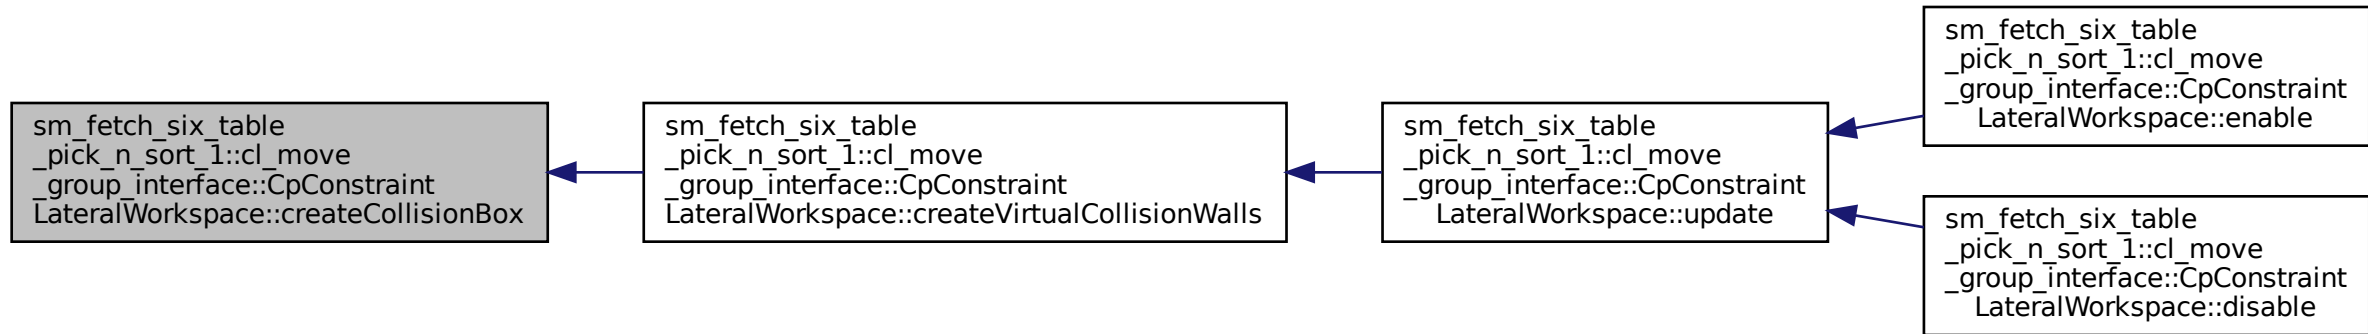 sm_fetch_six_table
_pick_n_sort_1::cl_move
_group_interface::CpConstraint
LateralWorkspace::createCollisionBox
sm_fetch_six_table
_pick_n_sort_1::cl_move
_group_interface::CpConstraint
LateralWorkspace::createVirtualCollisionWalls
sm_fetch_six_table
_pick_n_sort_1::cl_move
_group_interface::CpConstraint
LateralWorkspace::update
sm_fetch_six_table
_pick_n_sort_1::cl_move
_group_interface::CpConstraint
LateralWorkspace::enable
sm_fetch_six_table
_pick_n_sort_1::cl_move
_group_interface::CpConstraint
LateralWorkspace::disable